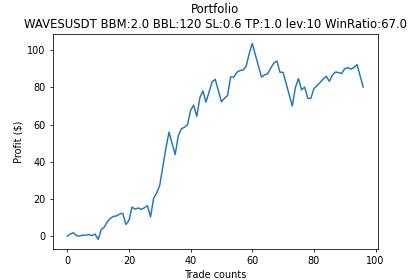 Portfolio
WAVESUSDT BBM:2.0 BBL:120 SL:0.6 TP:1.0 lev:10 WinRatio:67.0
100
80
60
40
20
0
Profit ($)
0 20 40 60 80 100
Trade counts